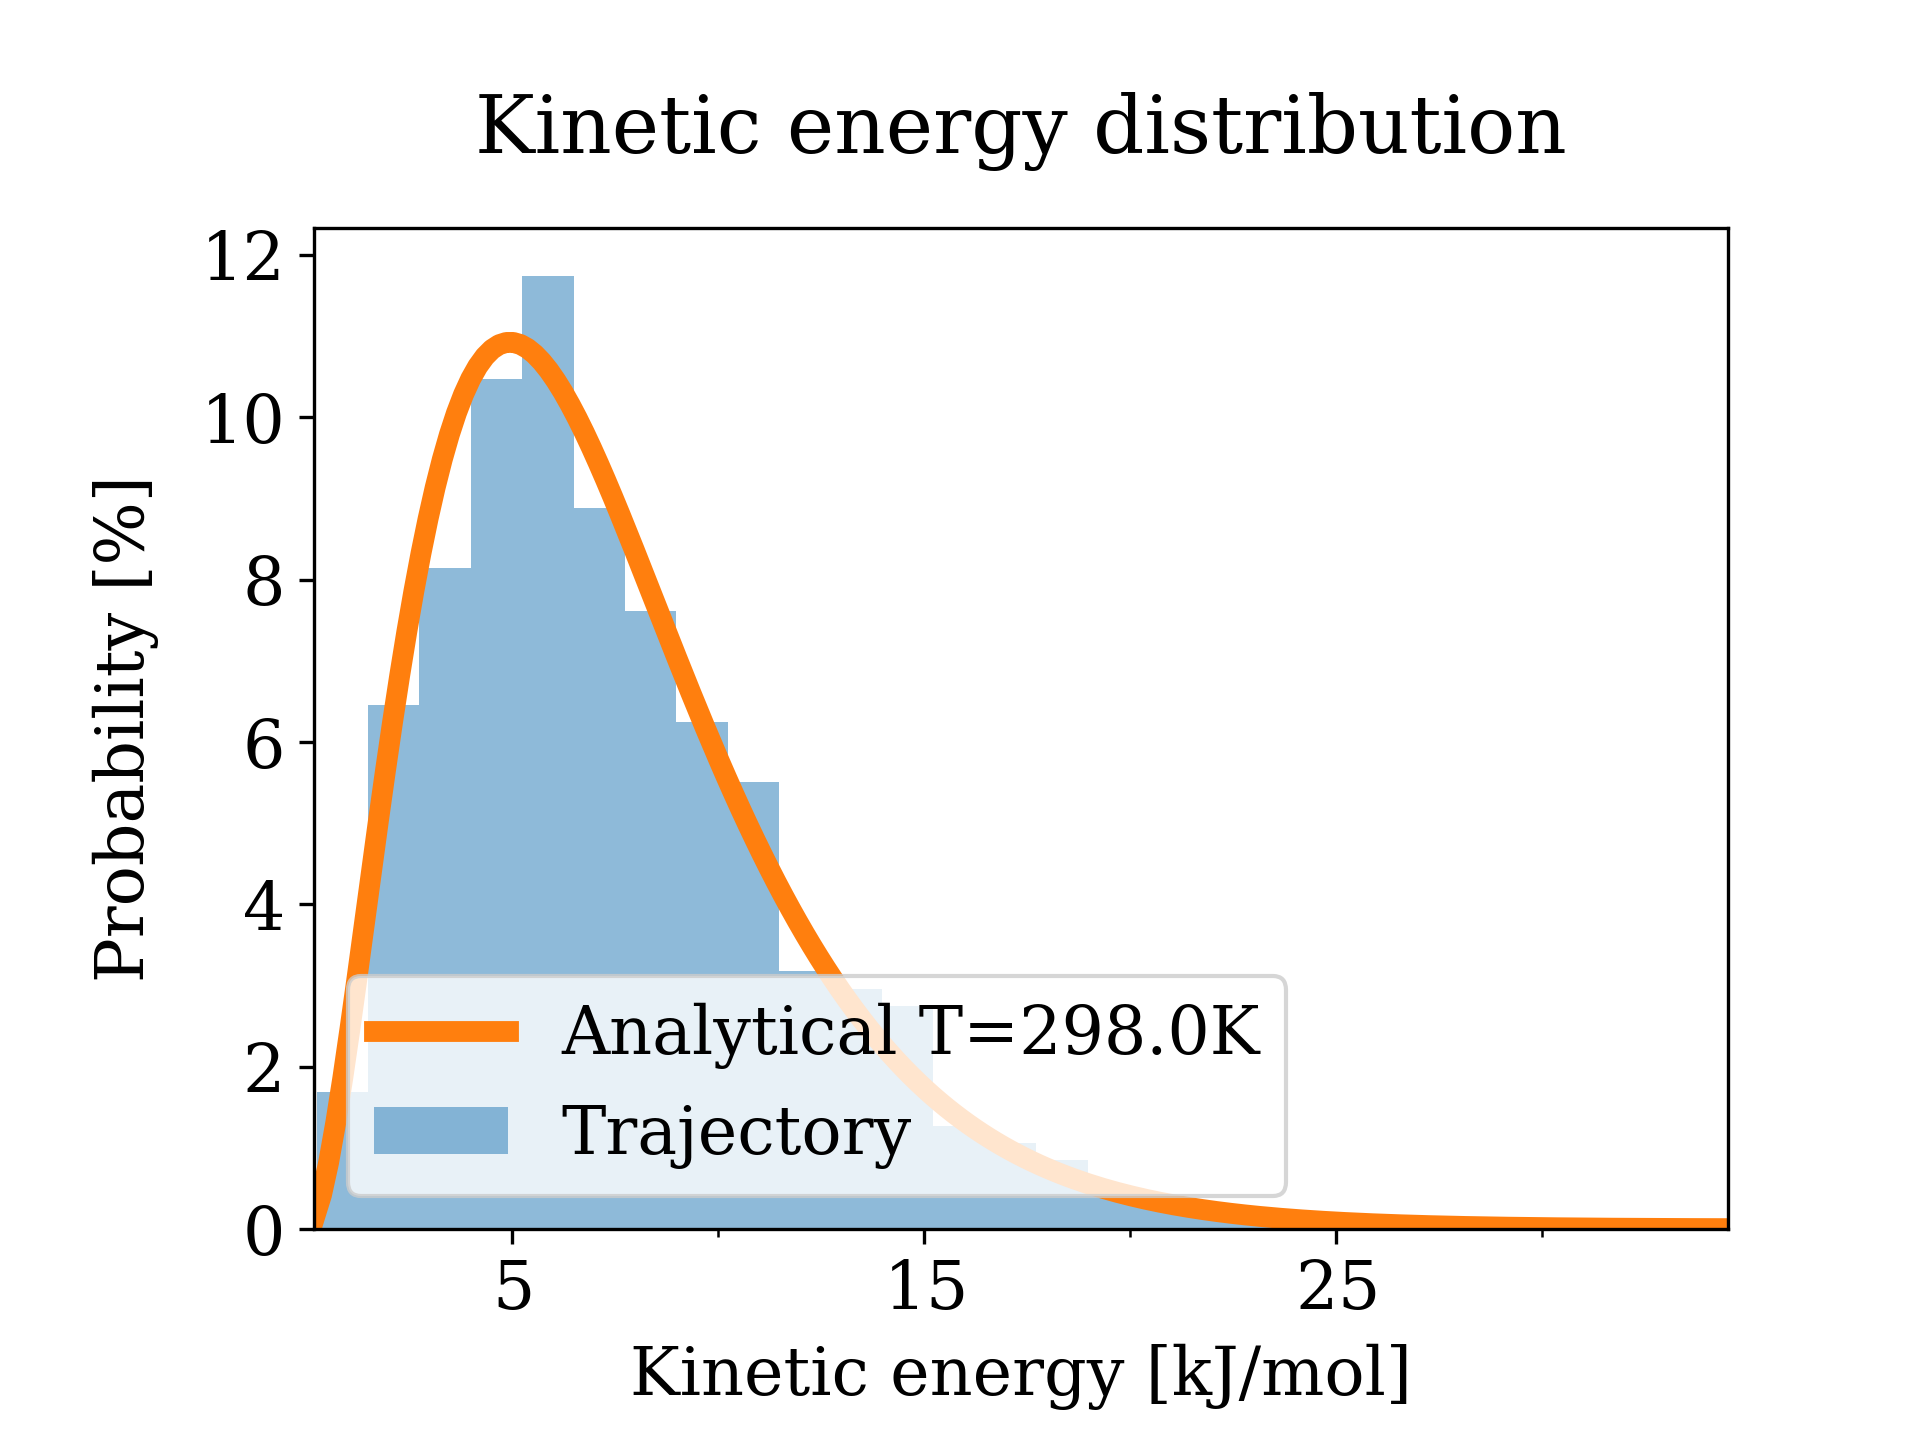 Kinetic energy distribution
12
10
8
6
4
2
0
Probability [%]
Analytical T=298.0K
Trajectory
5 15 25
Kinetic energy [kJ/mol]